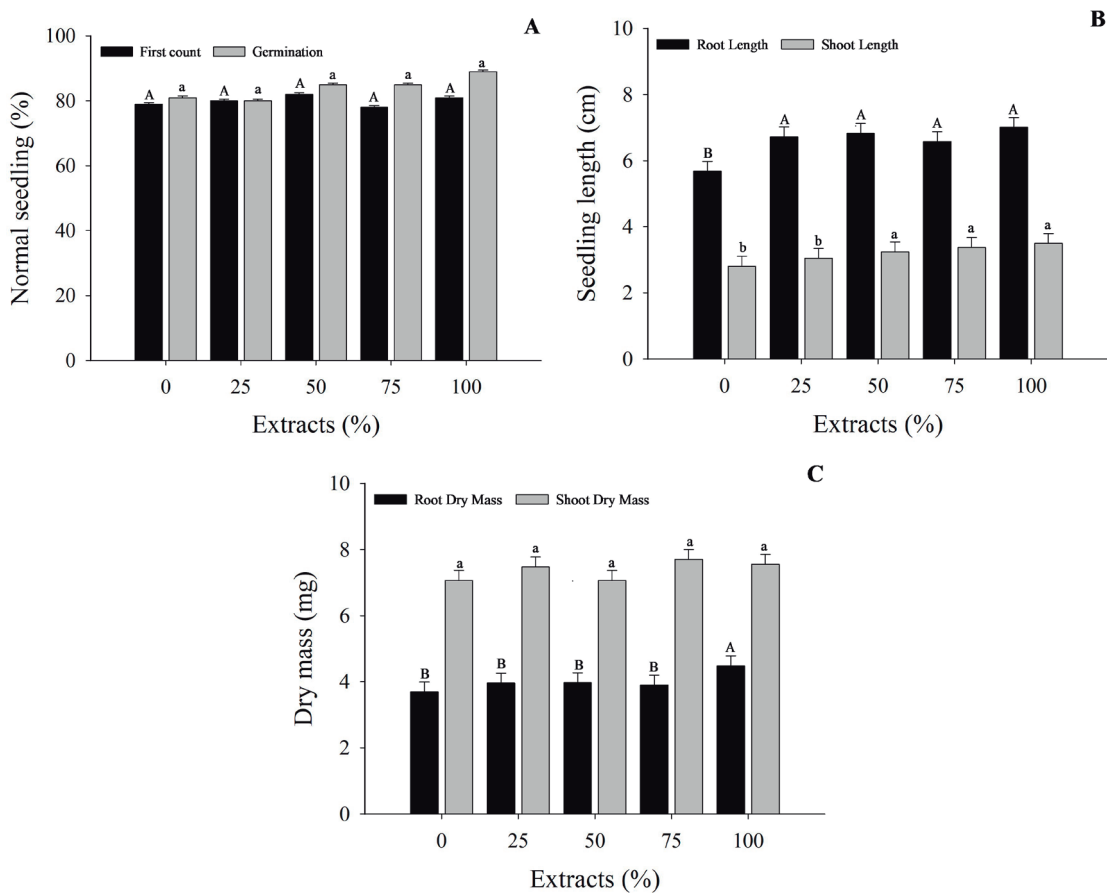 A
First count Germination
Normal seedling (%)
100
80
60
40
20
0
A a A a A a A a A a
0 25 50 75 100
Extracts (%)
B
Root Length Shoot Length
Seedling length (cm)
10
8
6
4
2
0
B b A b A a A a A a
0 25 50 75 100
Extracts (%)
C
Root Dry Mass Shoot Dry Mass
Dry mass (mg)
10
8
6
4
2
0
B a B a B a B a A a
0 25 50 75 100
Extracts (%)